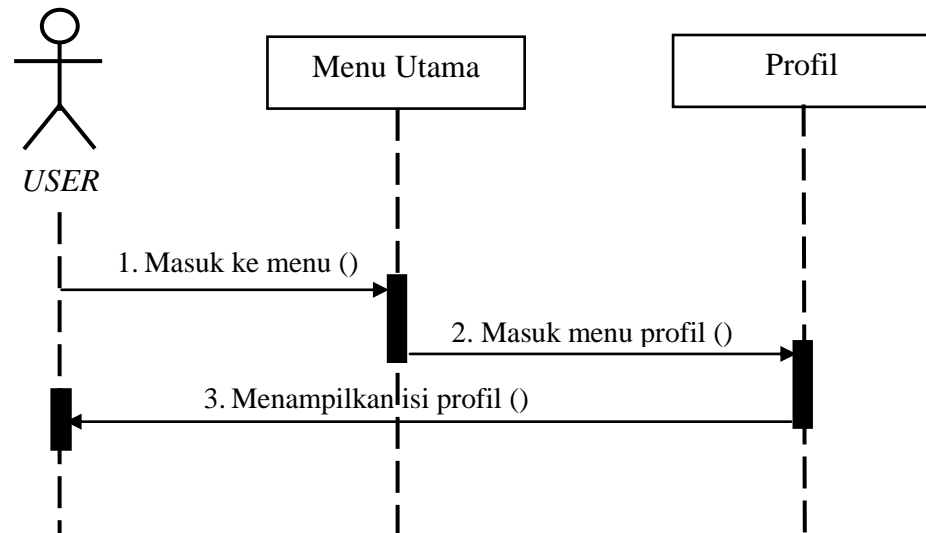 Menu Utama
Profil
USER
1. Masuk ke menu ()
2. Masuk menu profil ()
3. Menampilkan isi profil ()